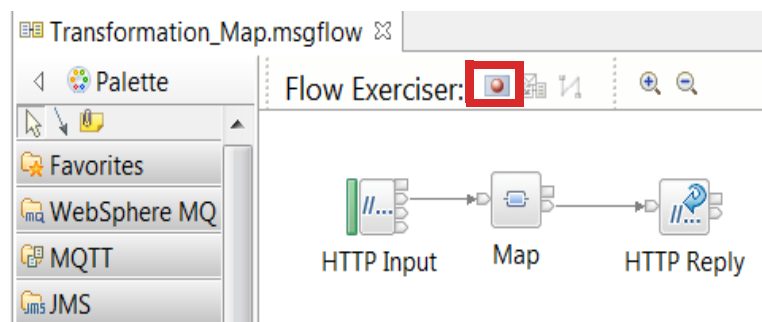 Transformation_Map.msgflow
Palette
Flow Exerciser:
Favorites
WebSphere MQ
MQTT
JMS
HTTP Input
Map
HTTP Reply